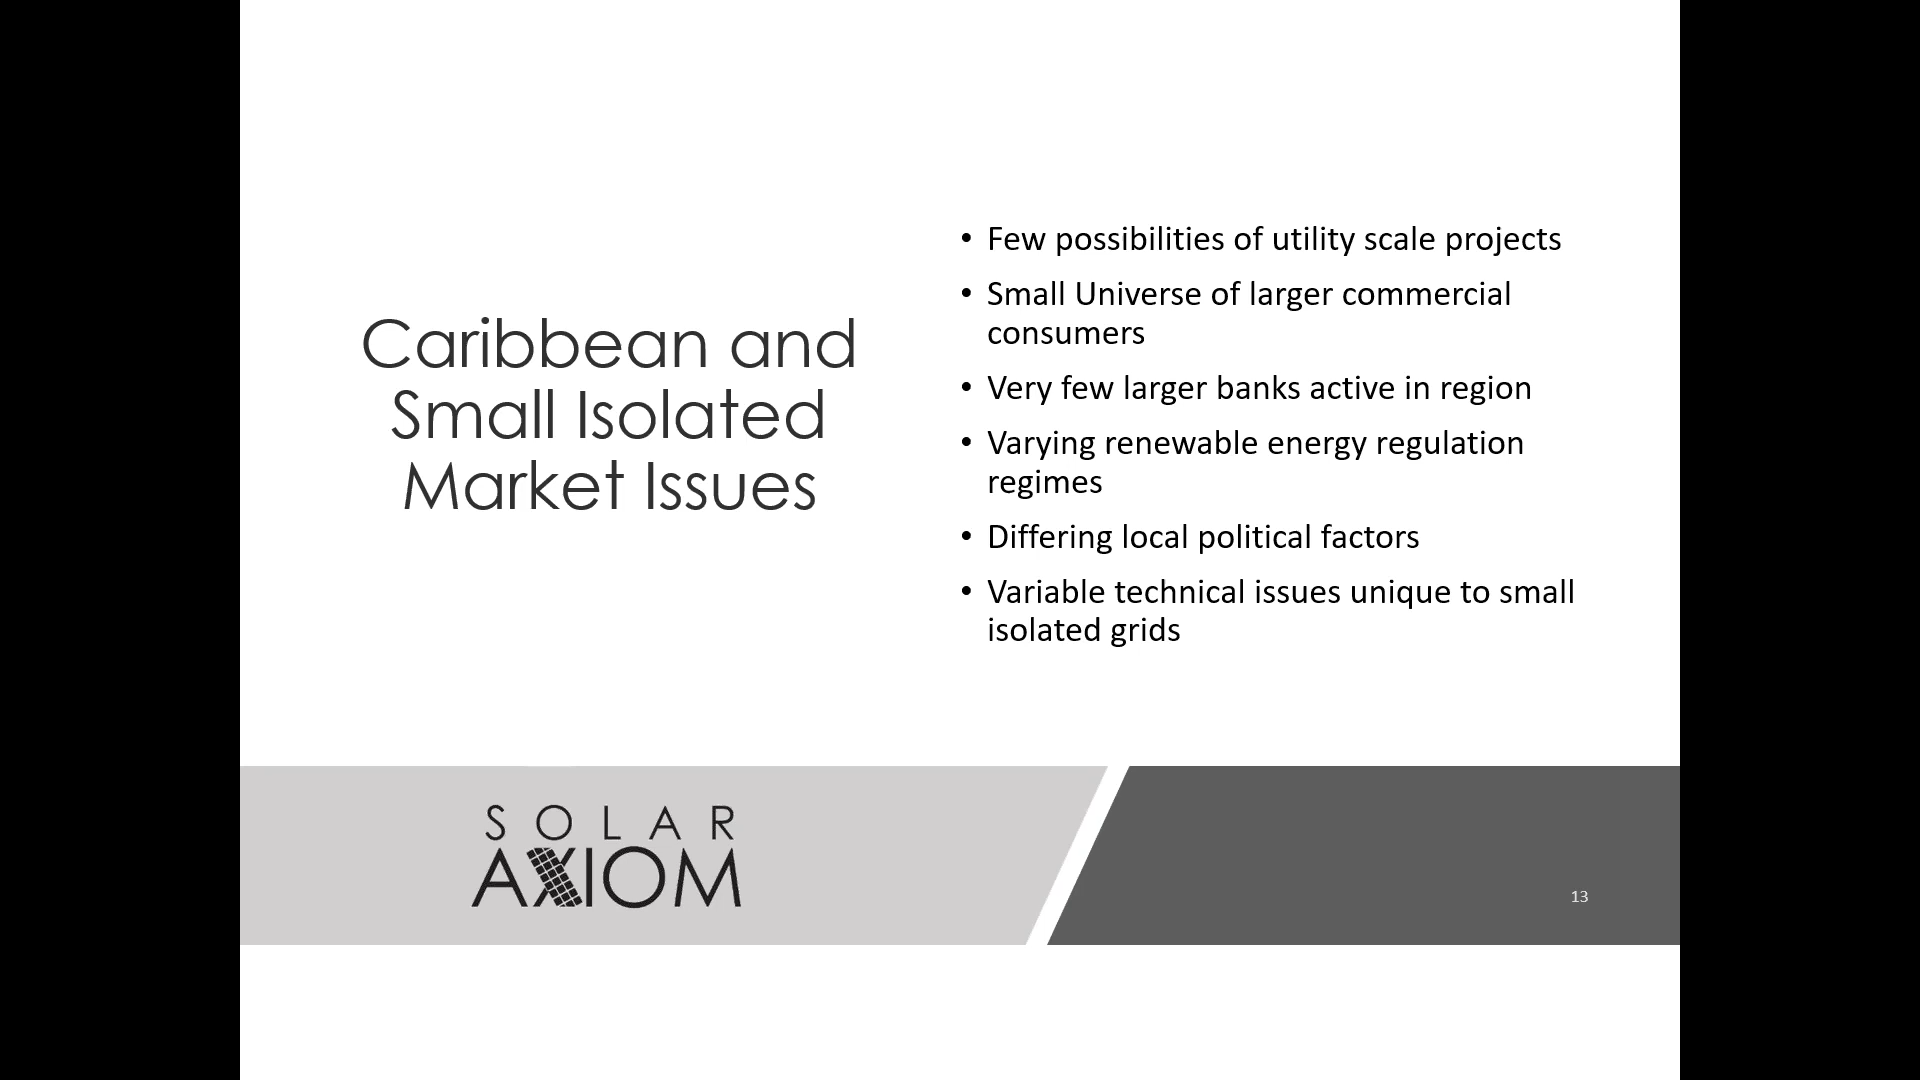 Caribbean and
Small Isolated
Market Issues
• Few possibilities of utility scale projects
• Small Universe of larger commercial
consumers
• Very few larger banks active in region
• Varying renewable energy regulation
regimes
• Differing local political factors
• Variable technical issues unique to small
isolated grids
SOLAR
AXIOM
13